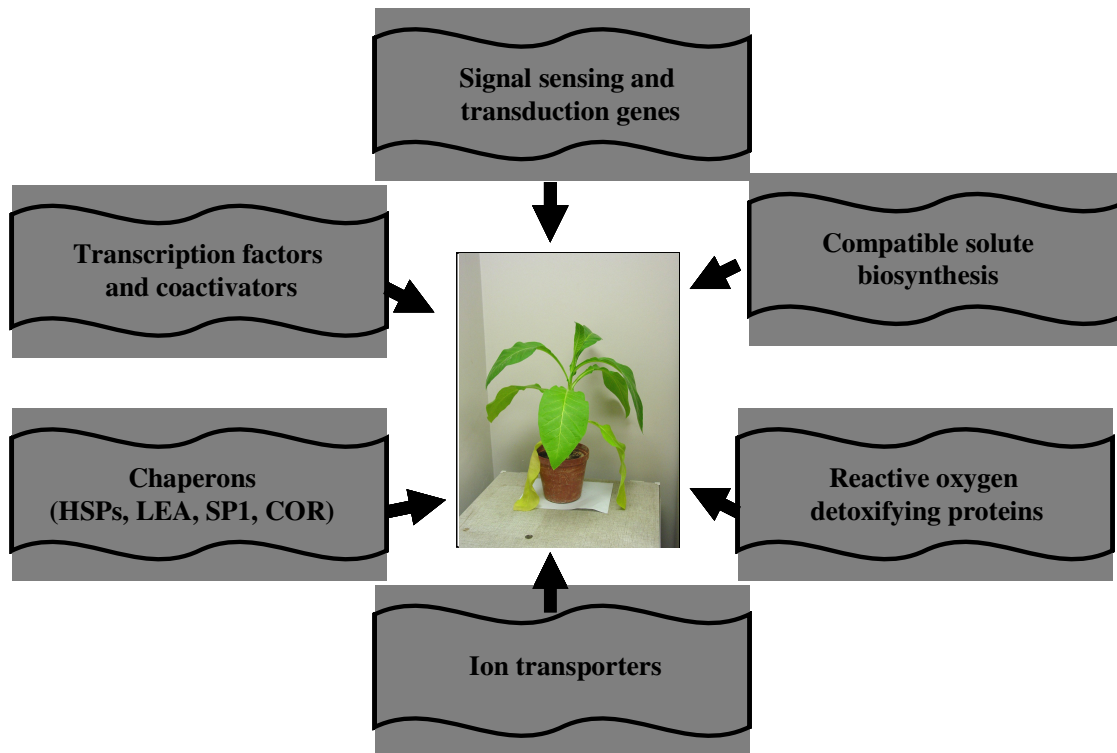 Signal sensing and
transduction genes
Transcription factors
and coactivators
Compatible solute
biosynthesis
Chaperons
(HSPs, LEA, SP1, COR)
Reactive oxygen
detoxifying proteins
Ion transporters